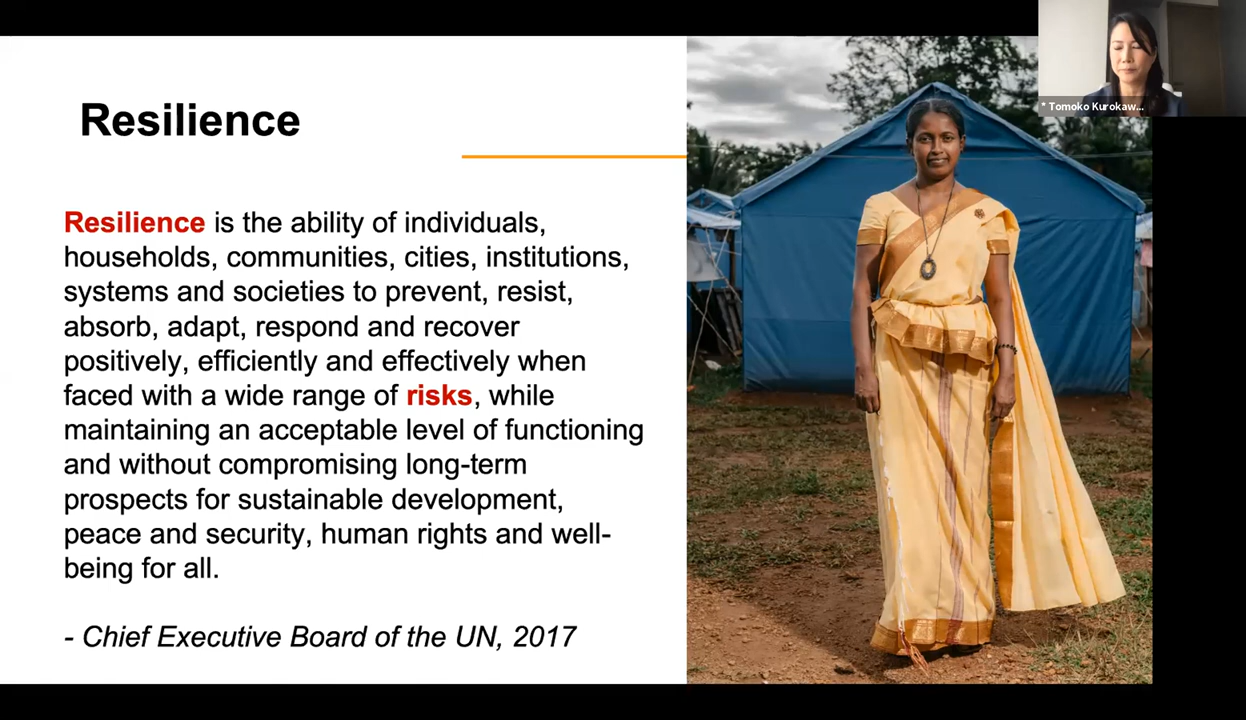 Resilience
* Tomoko Kurokaw...
Resilience is the ability of individuals,
households, communities, cities, institutions,
systems and societies to prevent, resist,
absorb, adapt, respond and recover
positively, efficiently and effectively when
faced with a wide range of risks, while
maintaining an acceptable level of functioning
and without compromising long-term
prospects for sustainable development,
peace and security, human rights and well-
being for all.
- Chief Executive Board of the UN, 2017